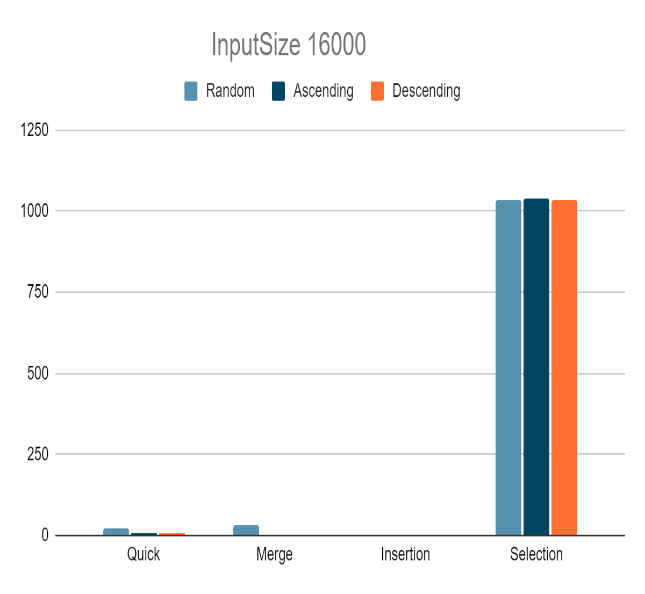 InputSize 16000
Random Ascending Descending
1250
1000
750
500
250
0
Quick Merge Insertion Selection